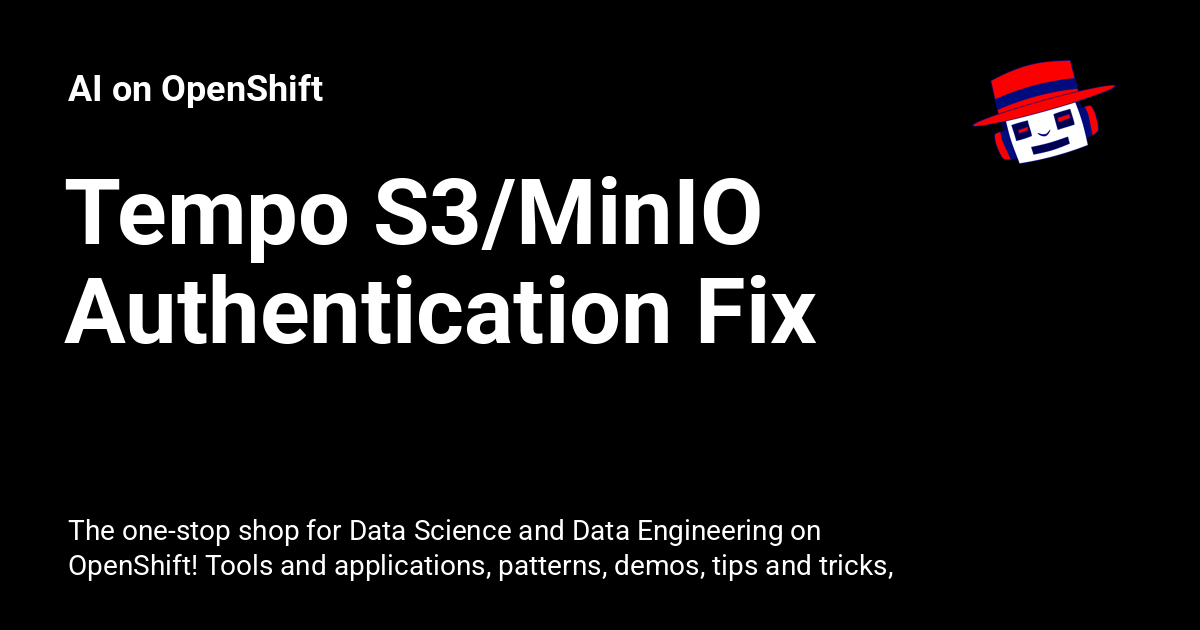 AI on OpenShift
Tempo S3/MinIO
Authentication Fix
The one-stop shop for Data Science and Data Engineering on
OpenShift! Tools and applications, patterns, demos, tips and tricks,